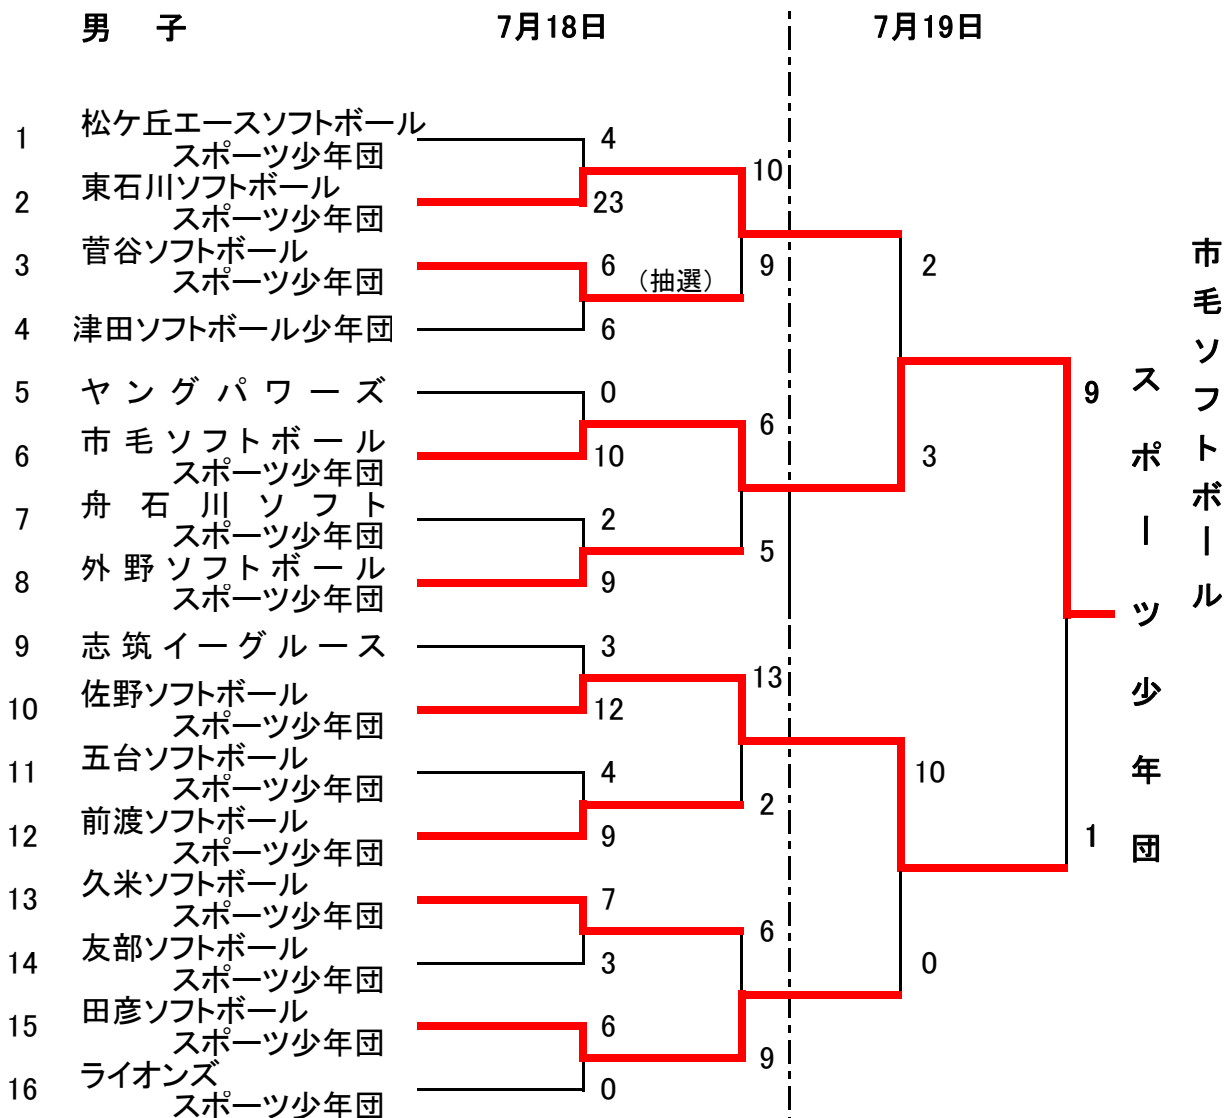 男 子 7月18日 7月19日
1 松ケ丘エースソフトボール
スポーツ少年団
4
10
2 東石川ソフトボール
スポーツ少年団
23
3 菅谷ソフトボール
スポーツ少年団
6 (抽選) 9 2
4 津田ソフトボール少年団 6
5 ヤングパワーズ 0 9
6 市毛ソフトボール
スポーツ少年団
10 6 3
7 舟石川ソフト
スポーツ少年団
2
5
8 外野ソフトボール
スポーツ少年団
9
9 志筑イーグルース 3
13
10 佐野ソフトボール
スポーツ少年団
12
11 五台ソフトボール
スポーツ少年団
4 10
2
12 前渡ソフトボール
スポーツ少年団
9 1
13 久米ソフトボール
スポーツ少年団
7
6
14 友部ソフトボール
スポーツ少年団
3 0
15 田彦ソフトボール
スポーツ少年団
6
9
16 ライオンズ
スポーツ少年団
0
市毛ソフトボール
スポーツ少年団